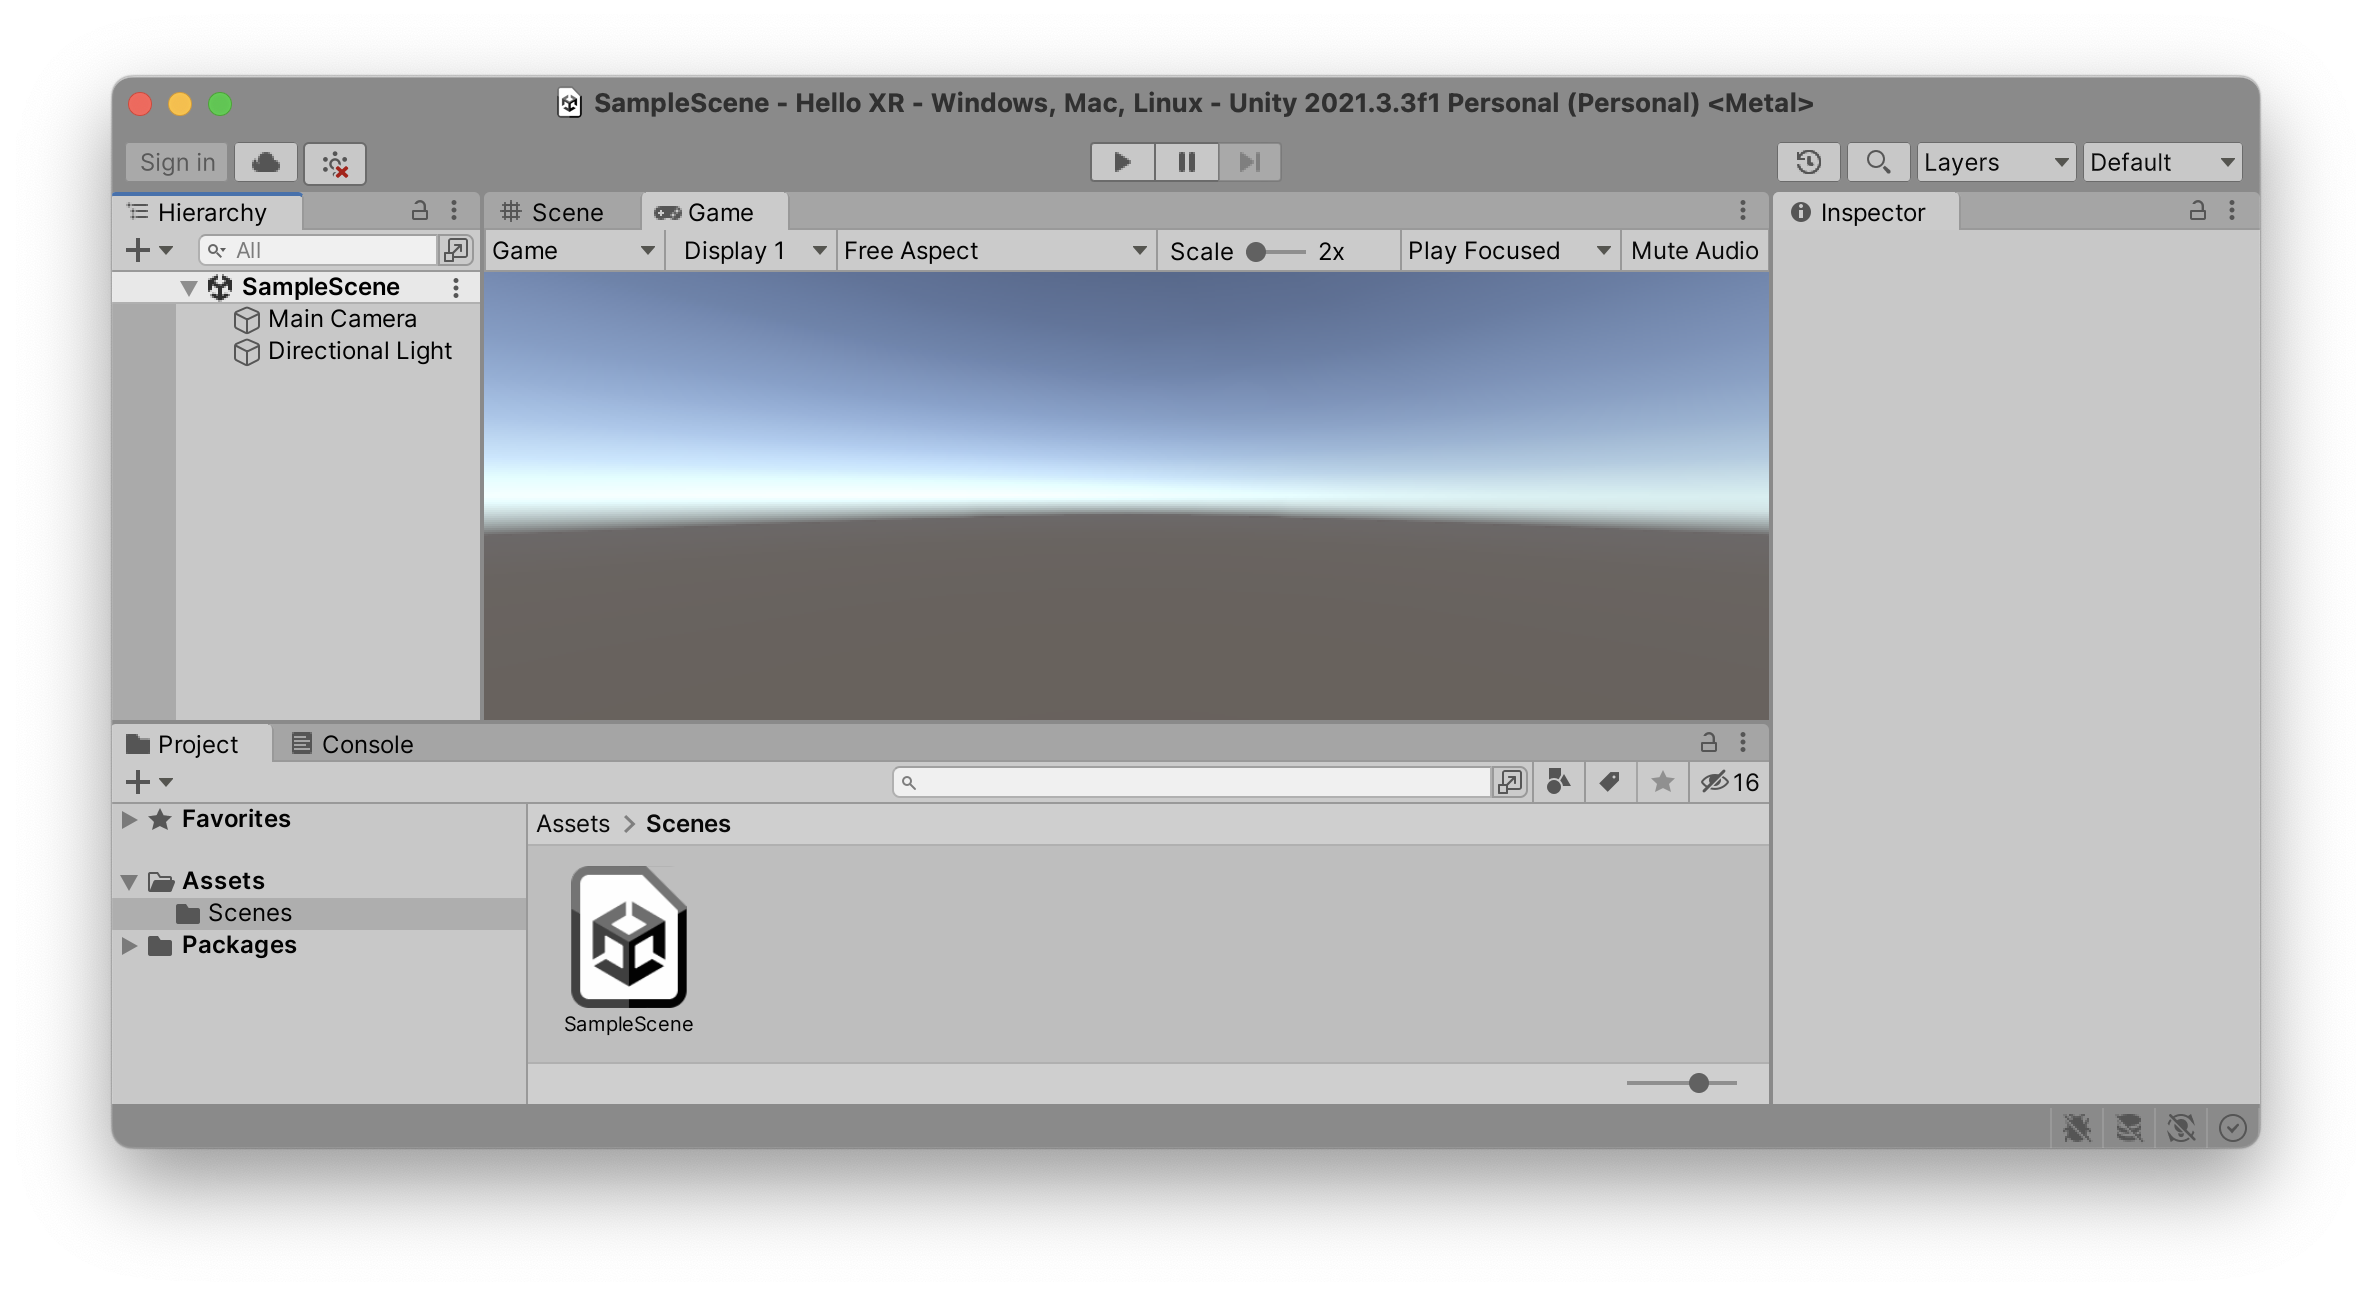 SampleScene - Hello XR - Windows, Mac, Linux - Unity 2021.3.3f1 Personal (Personal) <Metal>
Sign in
Layers
Default
Hierarchy
All
SampleScene
Main Camera
Directional Light
Scene
Game
Game
Display 1
Free Aspect
Scale
2x
Play Focused
Mute Audio
Inspector
Project
Console
16
Favorites
Assets
Scenes
Packages
Assets > Scenes
SampleScene